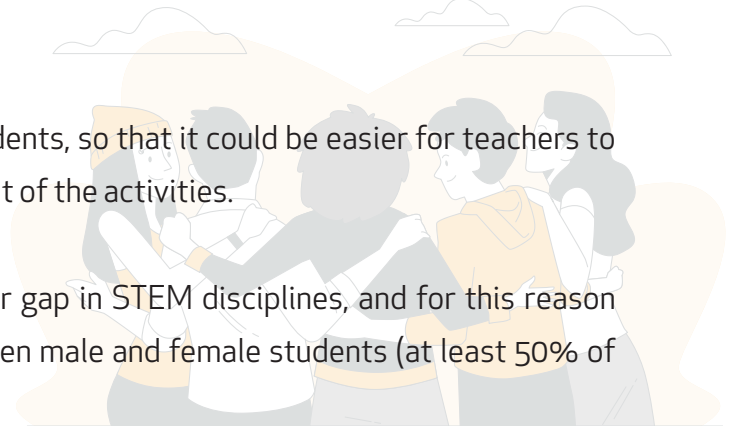 dents, so that it could be easier for teachers to
t of the activities.
r gap in STEM disciplines, and for this reason
en male and female students (at least 50% of